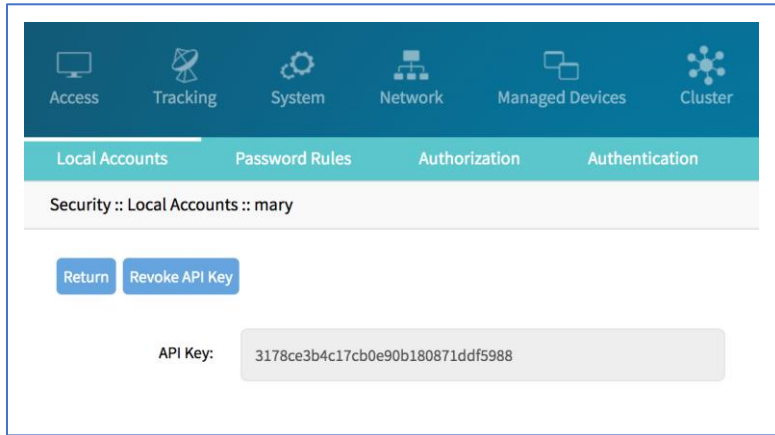 Access Tracking System Network Managed Devices Cluster
Local Accounts Password Rules Authorization Authentication
Security :: Local Accounts :: mary
Return Revoke API Key
API Key: 3178ce3b4c17cb0e90b180871ddf5988